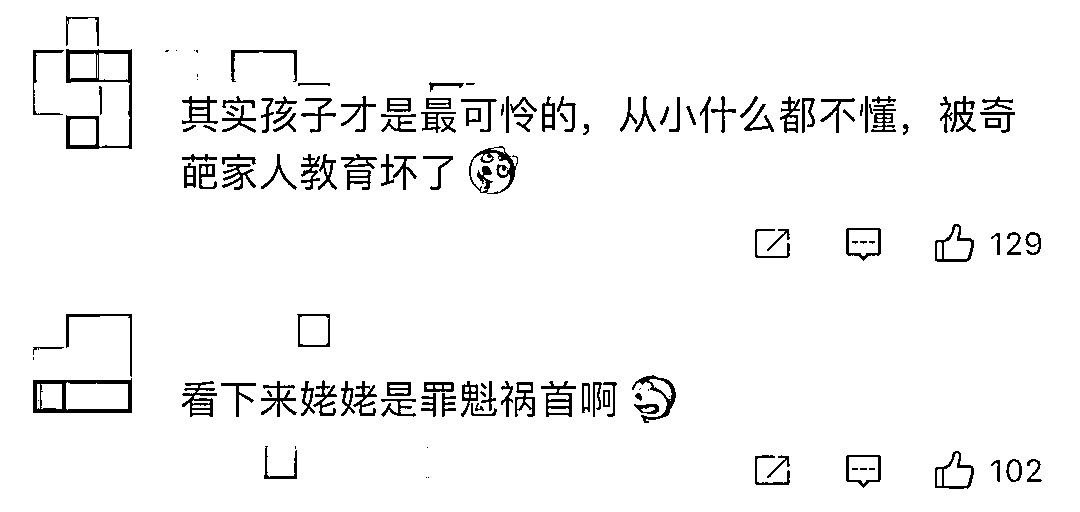 其实孩子才是最可怜的，从小什么都不懂，被奇
葩家人教育坏了
129
看下来姥姥是罪魁祸首啊
102